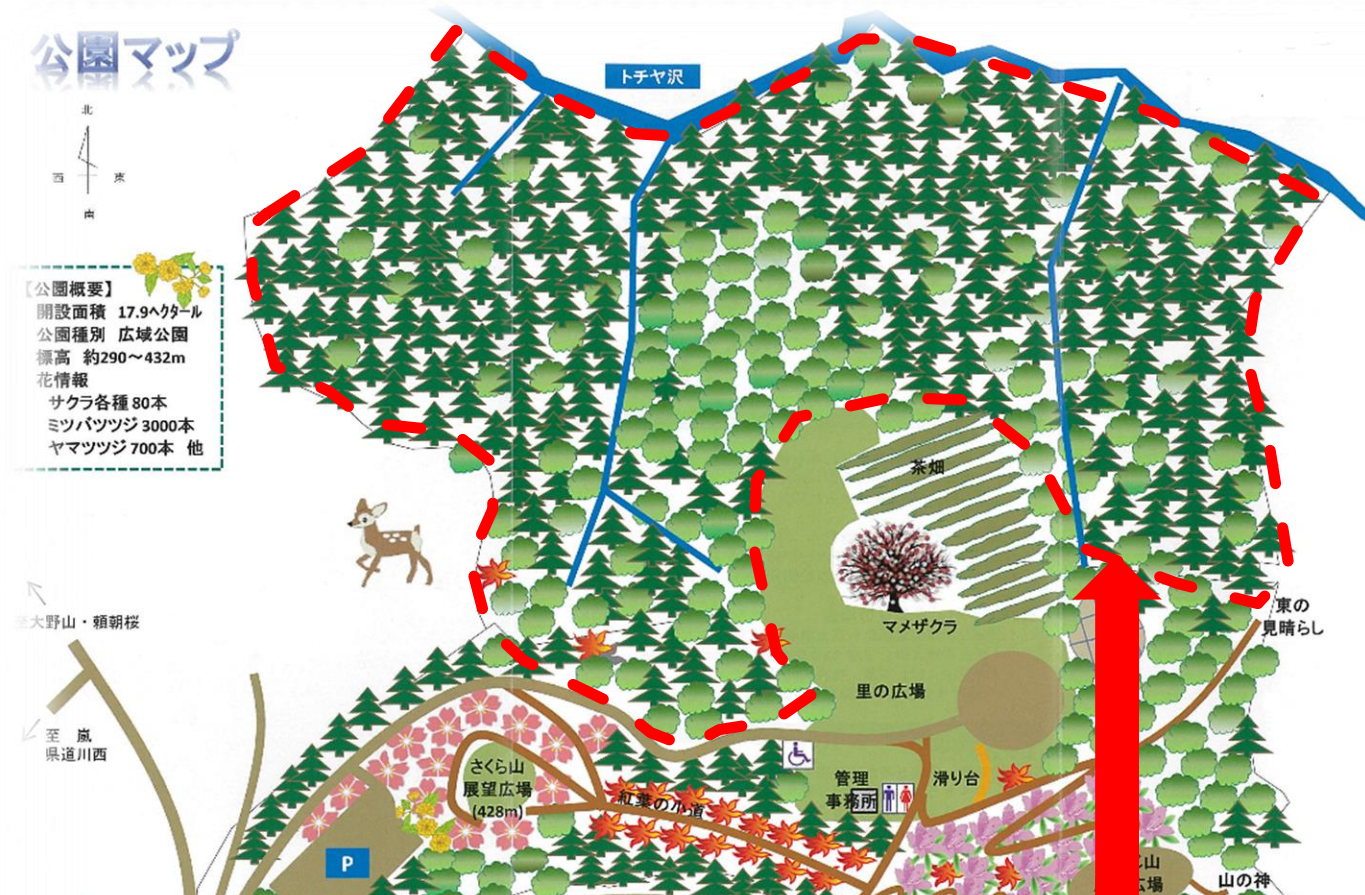 公園マップ
トチヤ沢
北
西 東
南
【公園概要】
開設面積 17.9ヘクタール
公園種別 広域公園
標高 約290～432m
花情報
サクラ各種 80本
ミツバツツジ 3000本
ヤマツツジ 700本 他
茶畑
マメザクラ
東の
見晴らし
里の広場
至大野山・頼朝桜
至 嵐
県道川西
さくら山
展望広場
(428m)
紅葉の小道
管理
事務所
滑り台
P
山
広場
山の神